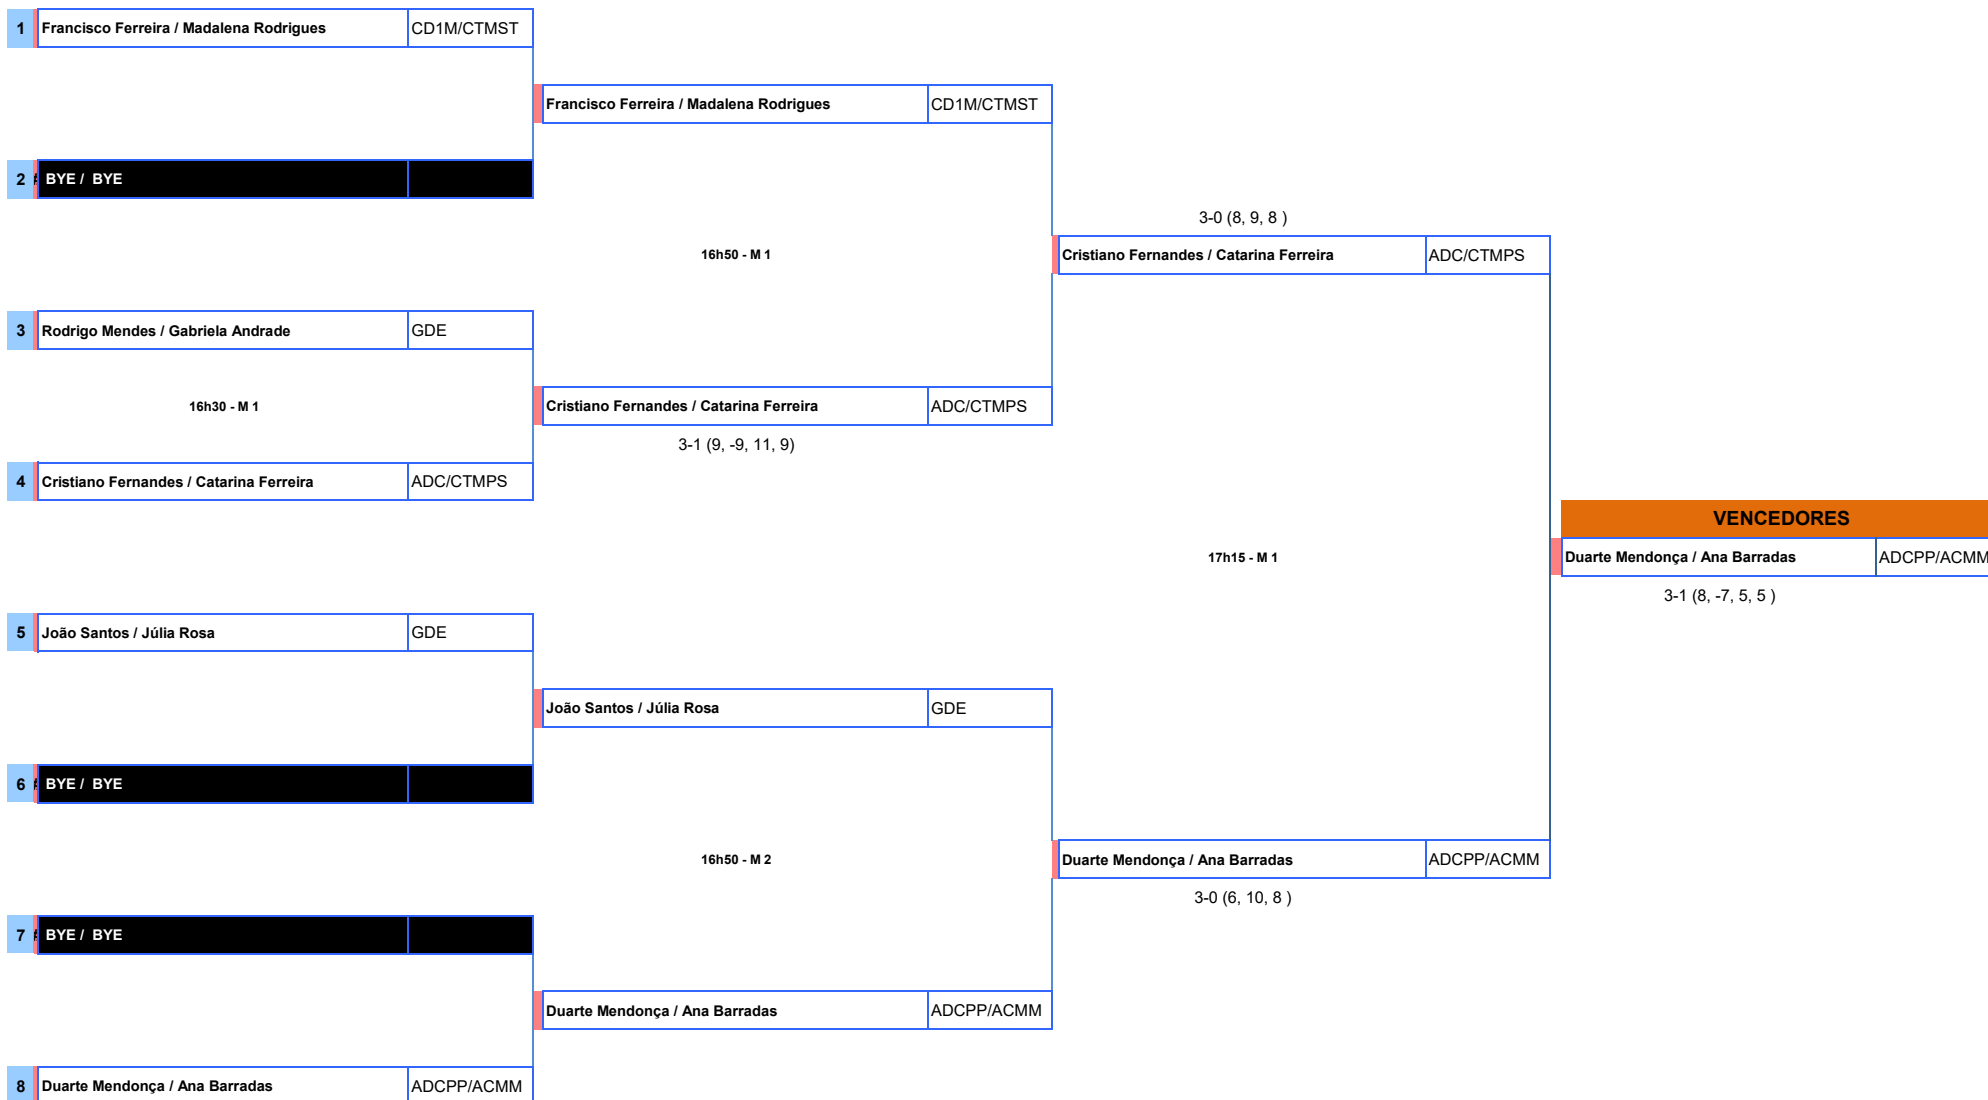 1 Francisco Ferreira / Madalena Rodrigues CD1M/CTMST
Francisco Ferreira / Madalena Rodrigues CD1M/CTMST
2 BYE / BYE
3-0 (8, 9, 8 )
16h50 - M 1
Cristiano Fernandes / Catarina Ferreira ADC/CTMPS
3 Rodrigo Mendes / Gabriela Andrade GDE
16h30 - M 1
Cristiano Fernandes / Catarina Ferreira ADC/CTMPS
3-1 (9, -9, 11, 9)
4 Cristiano Fernandes / Catarina Ferreira ADC/CTMPS
VENCEDORES
17h15 - M 1
Duarte Mendonça / Ana Barradas ADCPP/ACMM
3-1 (8, -7, 5, 5 )
5 João Santos / Júlia Rosa GDE
João Santos / Júlia Rosa GDE
6 BYE / BYE
16h50 - M 2
Duarte Mendonça / Ana Barradas ADCPP/ACMM
3-0 (6, 10, 8 )
7 BYE / BYE
Duarte Mendonça / Ana Barradas ADCPP/ACMM
8 Duarte Mendonça / Ana Barradas ADCPP/ACMM